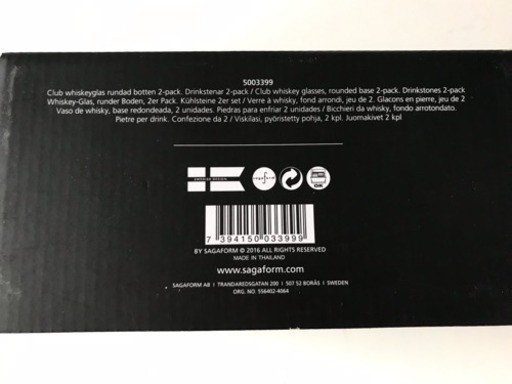 5003399
Club whiskeyglas rundad botten 2-pack. Drinkstenar 2-pack / Club whiskey glasses, rounded base 2-pack. Drinkstones 2-pack
Whiskey-Glas, runder Boden, 2er Pack. Kühlsteine 2er set / Verre à whisky, fond arrondi, jeu de 2. Glaçons en pierre, jeu de 2
Vaso de whisky, base redondeada, 2 unidades. Piedras para enfriar 2 unidades / Bicchieri da whisky, fondo arrotondato.
Pietre per drink. Confezione da 2 / Viskilasi, pyöristetty pohja, 2 kpl. Juomakivet 2 kpl
SWEDISH DESIGN
sagaform
OK
7 394150 033999
BY SAGAFORM © 2016 ALL RIGHTS RESERVED
MADE IN THAILAND
www.sagaform.com
SAGAFORM AB | TRANDAREDSGATAN 200 | 507 52 BORÅS | SWEDEN
ORG. NO. 556402-4064